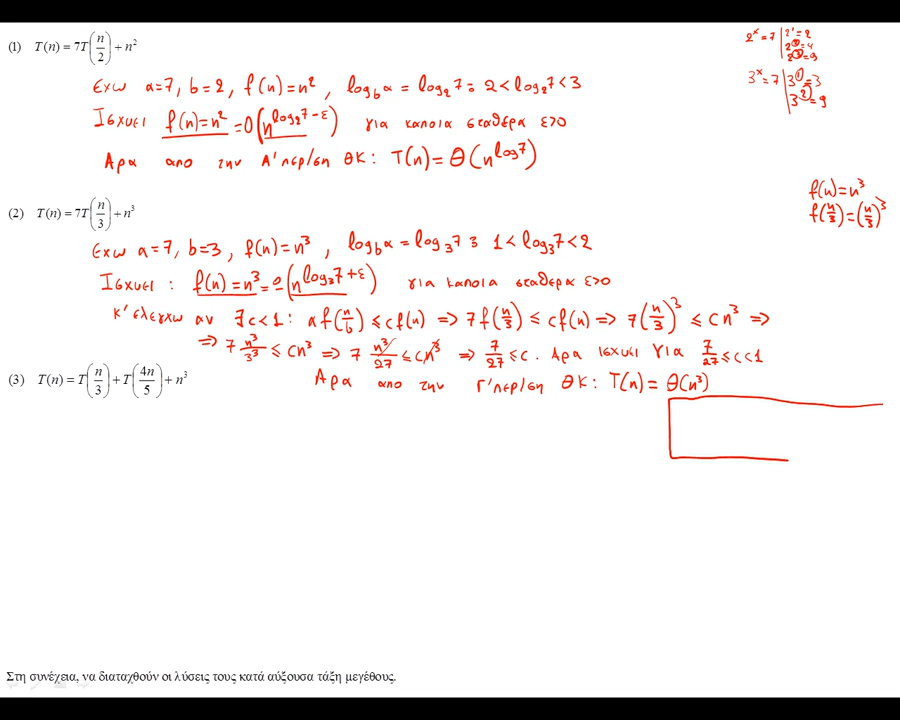 (1) T(n) = 7T(n/2) + n²
Εχω a=7, b=2, f(n)=n², log_b a = log₂7 : 2 < log₂7 < 3
Ισχυει f(n)=n²=O(n^(log₂7-ε)) για καποια σταθερα ε>0
Αρα απο την Α'περ/ση ΘΚ: T(n) = Θ(n^(log7))
2^x=7 | 2¹=2
2²=4
2³=9
3^x=7 | 3¹=3
3²=9
(2) T(n) = 7T(n/3) + n³
f(n)=n³
f(n/3)=(n/3)³
Εχω a=7, b=3, f(n)=n³, log_b a = log₃7 : 1 < log₃7 < 2
Ισχυει : f(n)=n³= (n^(log₃7+ε)) για καποια σταθερα ε>0
κ' ελεγχω αν ∃c<1: a f(n/b) ≤ cf(n) ⇒ 7f(n/3) ≤ cf(n) ⇒ 7(n/3)³ ≤ cn³ ⇒
⇒ 7 n³/3³ ≤ cn³ ⇒ 7 n³/27 ≤ cn³ ⇒ 7/27 ≤ c. Αρα ισχυει για 7/27 ≤ c<1
(3) T(n) = T(n/3) + T(4n/5) + n³
Αρα απο την Γ'περ/ση ΘΚ: T(n) = Θ(n³)
Στη συνέχεια, να διαταχθούν οι λύσεις τους κατά αύξουσα τάξη μεγέθους.